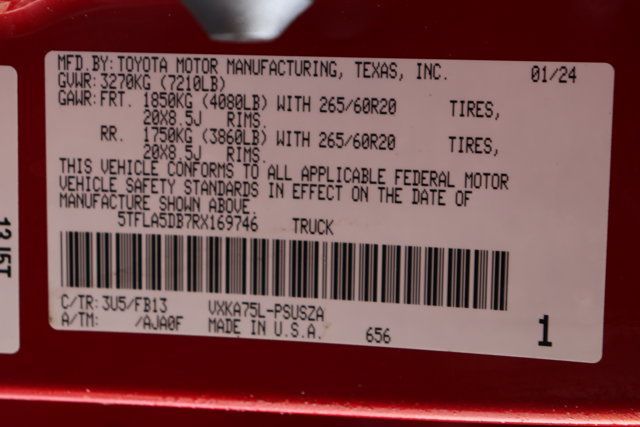 MFD. BY: TOYOTA MOTOR MANUFACTURING, TEXAS, INC. 01/24
GVWR: 3270KG (7210LB)
GAWR: FRT. 1850KG (4080LB) WITH 265/60R20 TIRES,
20X8.5J RIMS.
RR. 1750KG (3860LB) WITH 265/60R20 TIRES,
20X8.5J RIMS.
THIS VEHICLE CONFORMS TO ALL APPLICABLE FEDERAL MOTOR
VEHICLE SAFETY STANDARDS IN EFFECT ON THE DATE OF
MANUFACTURE SHOWN ABOVE.
5TFLA5DB7RX169746 TRUCK
C/TR: 3U5/FB13 VXKA75L-PSUSZA
A/TM: /AJA0F MADE IN U.S.A. 656
1